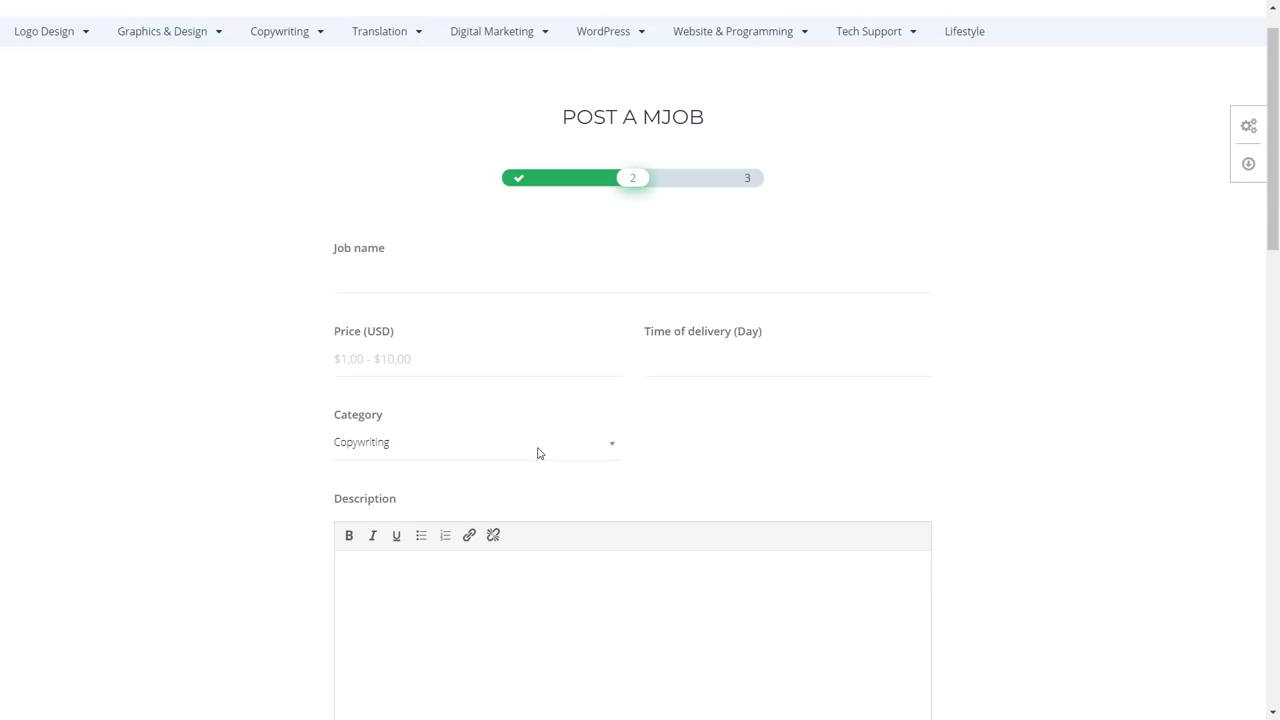 Logo Design Graphics & Design Copywriting Translation Digital Marketing WordPress Website & Programming Tech Support Lifestyle
POST A MJOB
2 3
Job name
Price (USD) Time of delivery (Day)
$1,00 - $10,00
Category
Copywriting
Description
B I U